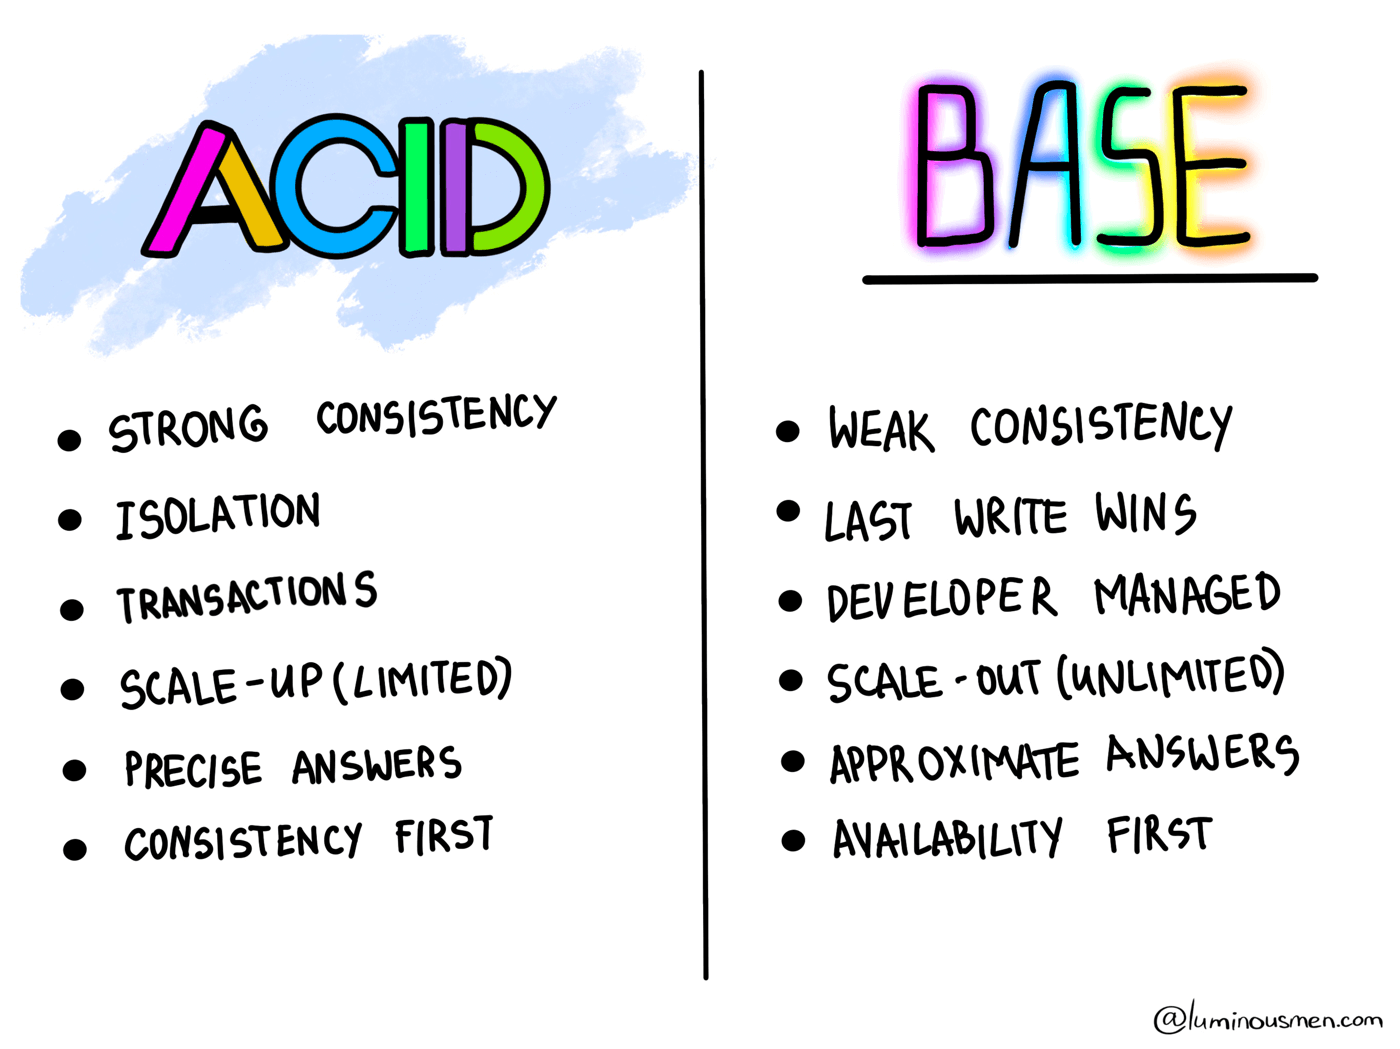 ACID
STRONG CONSISTENCY
ISOLATION
TRANSACTIONS
SCALE-UP (LIMITED)
PRECISE ANSWERS
CONSISTENCY FIRST
BASE
WEAK CONSISTENCY
LAST WRITE WINS
DEVELOPER MANAGED
SCALE-OUT (UNLIMITED)
APPROXIMATE ANSWERS
AVAILABILITY FIRST
@luminousmen.com